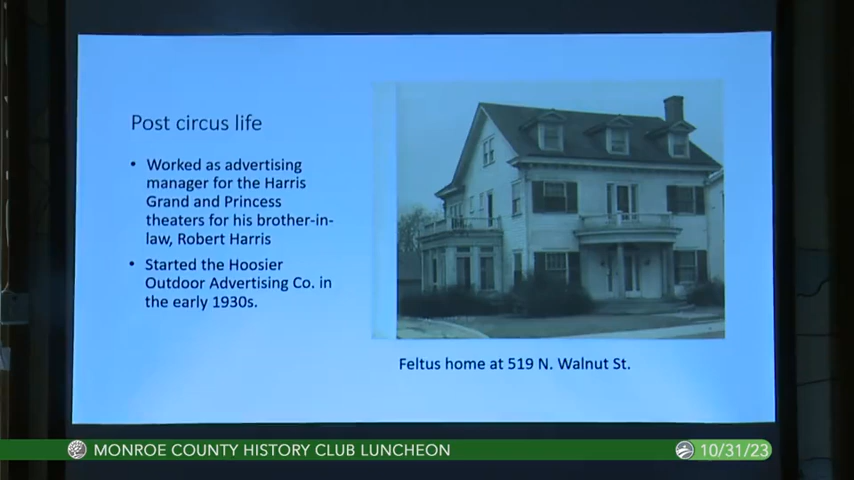 Post circus life
• Worked as advertising
manager for the Harris
Grand and Princess
theaters for his brother-in-
law, Robert Harris
• Started the Hoosier
Outdoor Advertising Co. in
the early 1930s.
Feltus home at 519 N. Walnut St.
MONROE COUNTY HISTORY CLUB LUNCHEON
10/31/23